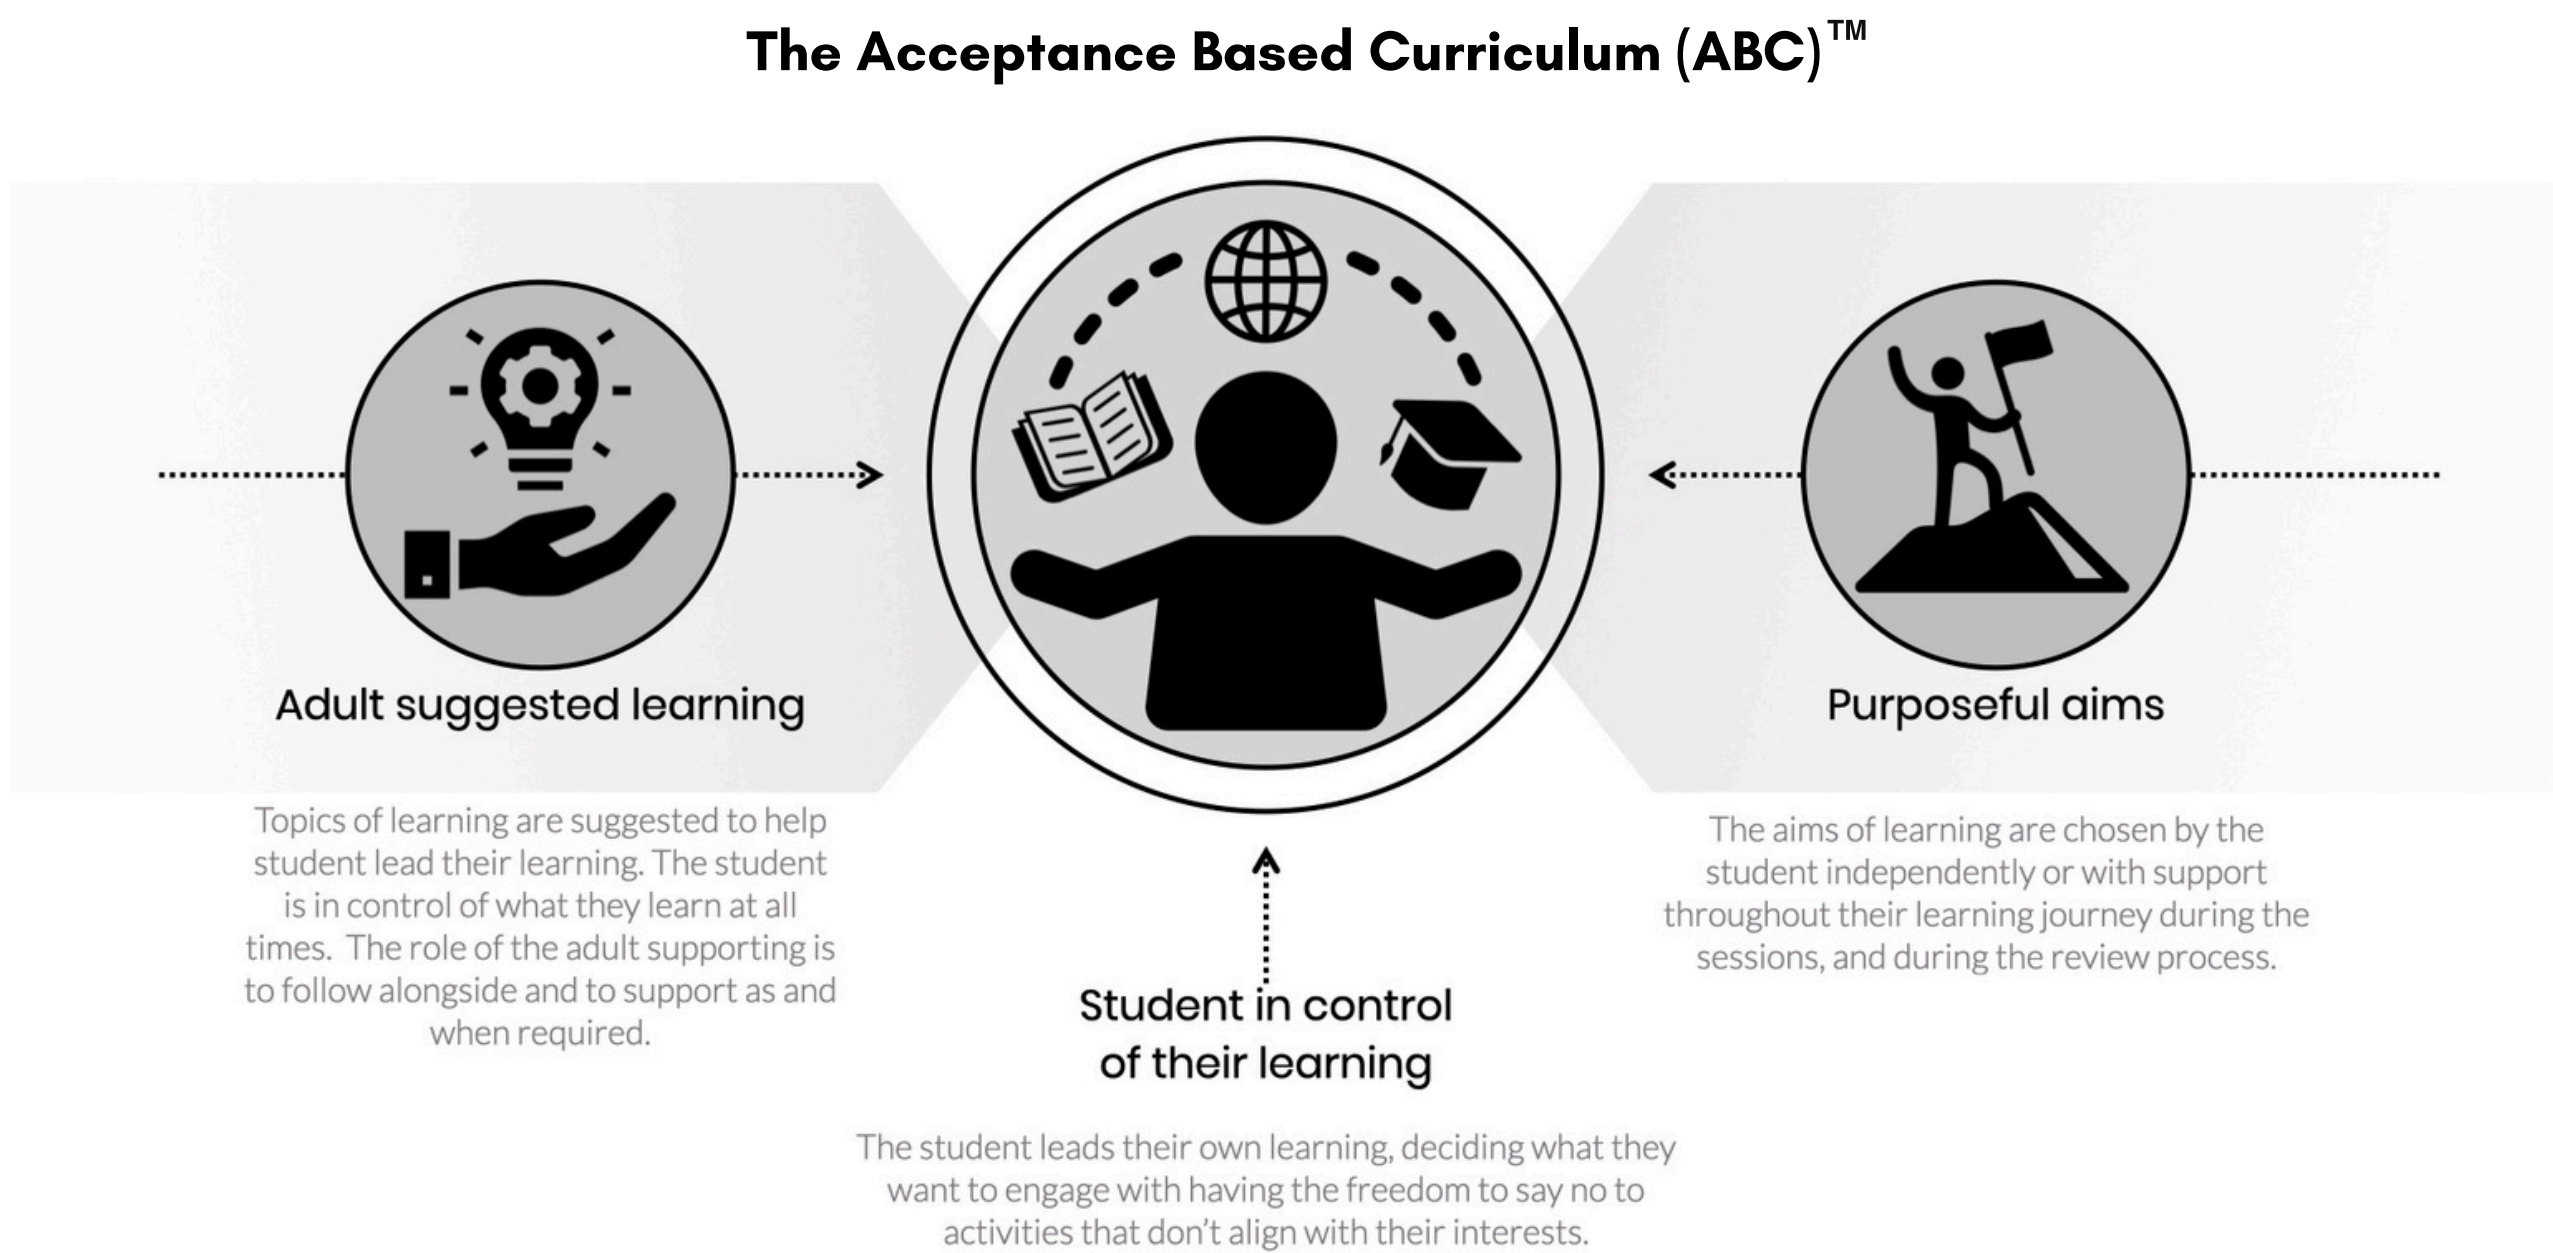 The Acceptance Based Curriculum (ABC)™
Adult suggested learning
Topics of learning are suggested to help
student lead their learning. The student
is in control of what they learn at all
times.  The role of the adult supporting is
to follow alongside and to support as and
when required.
Student in control
of their learning
The student leads their own learning, deciding what they
want to engage with having the freedom to say no to
activities that don't align with their interests.
Purposeful aims
The aims of learning are chosen by the
student independently or with support
throughout their learning journey during the
sessions, and during the review process.